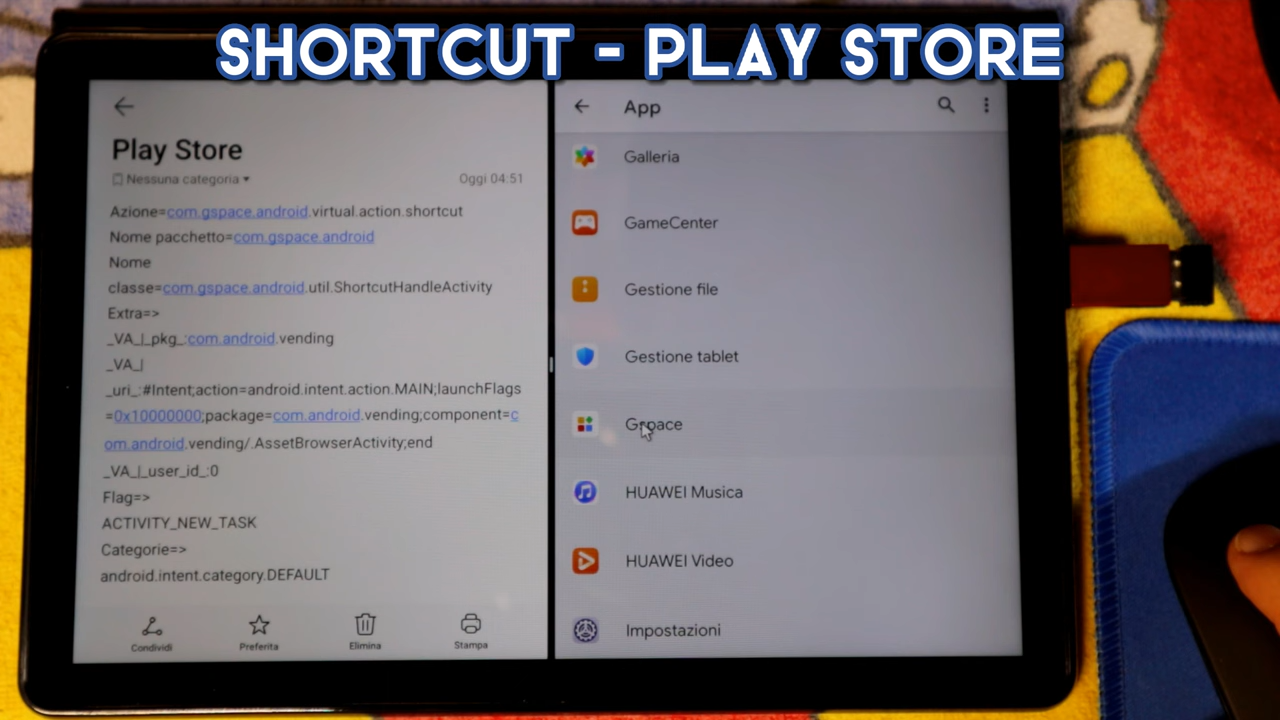 SHORTCUT - PLAY STORE
Play Store
Nessuna categoria
Oggi 04:51
Azione=com.gspace.android.virtual.action.shortcut
Nome pacchetto=com.gspace.android
Nome
classe=com.gspace.android.util.ShortcutHandleActivity
Extra=>
_VA_|_pkg_:com.android.vending
_VA_|
_uri_:#Intent;action=android.intent.action.MAIN;launchFlags
=0x10000000;package=com.android.vending;component=c
om.android.vending/.AssetBrowserActivity;end
_VA_|_user_id_:0
Flag=>
ACTIVITY_NEW_TASK
Categorie=>
android.intent.category.DEFAULT
Condividi
Preferita
Elimina
Stampa
App
Galleria
GameCenter
Gestione file
Gestione tablet
Gspace
HUAWEI Musica
HUAWEI Video
Impostazioni